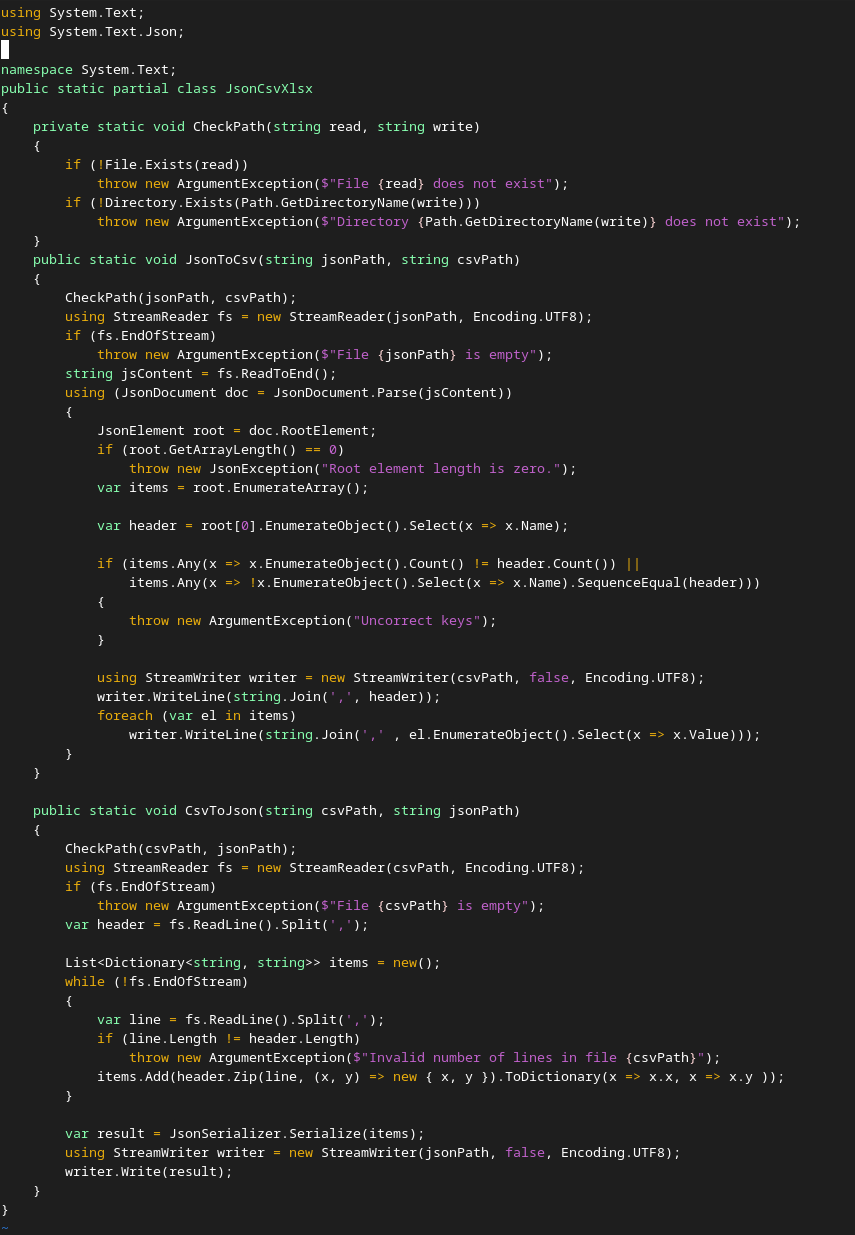 using System.Text;
using System.Text.Json;

namespace System.Text;
public static partial class JsonCsvXlsx
{
    private static void CheckPath(string read, string write)
    {
        if (!File.Exists(read))
            throw new ArgumentException($"File {read} does not exist");
        if (!Directory.Exists(Path.GetDirectoryName(write)))
            throw new ArgumentException($"Directory {Path.GetDirectoryName(write)} does not exist");
    }
    public static void JsonToCsv(string jsonPath, string csvPath)
    {
        CheckPath(jsonPath, csvPath);
        using StreamReader fs = new StreamReader(jsonPath, Encoding.UTF8);
        if (fs.EndOfStream)
            throw new ArgumentException($"File {jsonPath} is empty");
        string jsContent = fs.ReadToEnd();
        using (JsonDocument doc = JsonDocument.Parse(jsContent))
        {
            JsonElement root = doc.RootElement;
            if (root.GetArrayLength() == 0)
                throw new JsonException("Root element length is zero.");
            var items = root.EnumerateArray();

            var header = root[0].EnumerateObject().Select(x => x.Name);

            if (items.Any(x => x.EnumerateObject().Count() != header.Count()) ||
                items.Any(x => !x.EnumerateObject().Select(x => x.Name).SequenceEqual(header)))
            {
                throw new ArgumentException("Uncorrect keys");
            }

            using StreamWriter writer = new StreamWriter(csvPath, false, Encoding.UTF8);
            writer.WriteLine(string.Join(',', header));
            foreach (var el in items)
                writer.WriteLine(string.Join(',' , el.EnumerateObject().Select(x => x.Value)));
        }
    }

    public static void CsvToJson(string csvPath, string jsonPath)
    {
        CheckPath(csvPath, jsonPath);
        using StreamReader fs = new StreamReader(csvPath, Encoding.UTF8);
        if (fs.EndOfStream)
            throw new ArgumentException($"File {csvPath} is empty");
        var header = fs.ReadLine().Split(',');

        List<Dictionary<string, string>> items = new();
        while (!fs.EndOfStream)
        {
            var line = fs.ReadLine().Split(',');
            if (line.Length != header.Length)
                throw new ArgumentException($"Invalid number of lines in file {csvPath}");
            items.Add(header.Zip(line, (x, y) => new { x, y }).ToDictionary(x => x.x, x => x.y ));
        }

        var result = JsonSerializer.Serialize(items);
        using StreamWriter writer = new StreamWriter(jsonPath, false, Encoding.UTF8);
        writer.Write(result);
    }
}
~